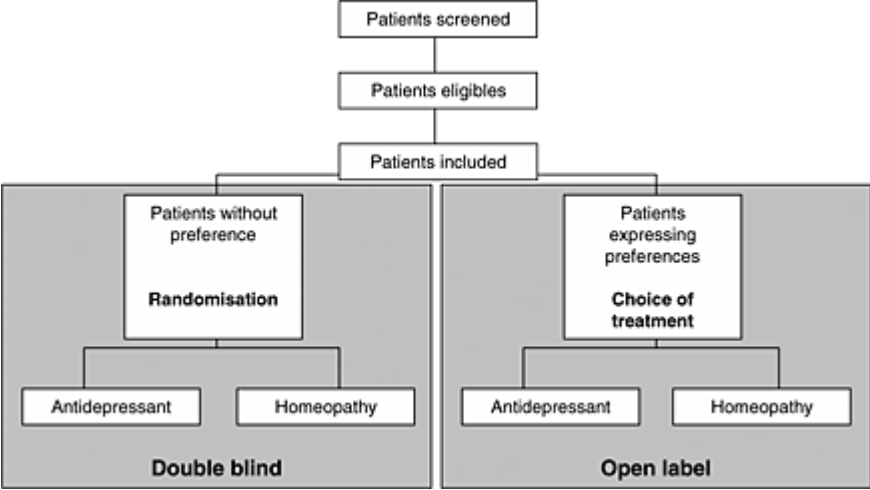 Patients screened
Patients eligibles
Patients included
Patients without
preference
Randomisation
Antidepressant
Homeopathy
Double blind
Patients
expressing
preferences
Choice of
treatment
Antidepressant
Homeopathy
Open label